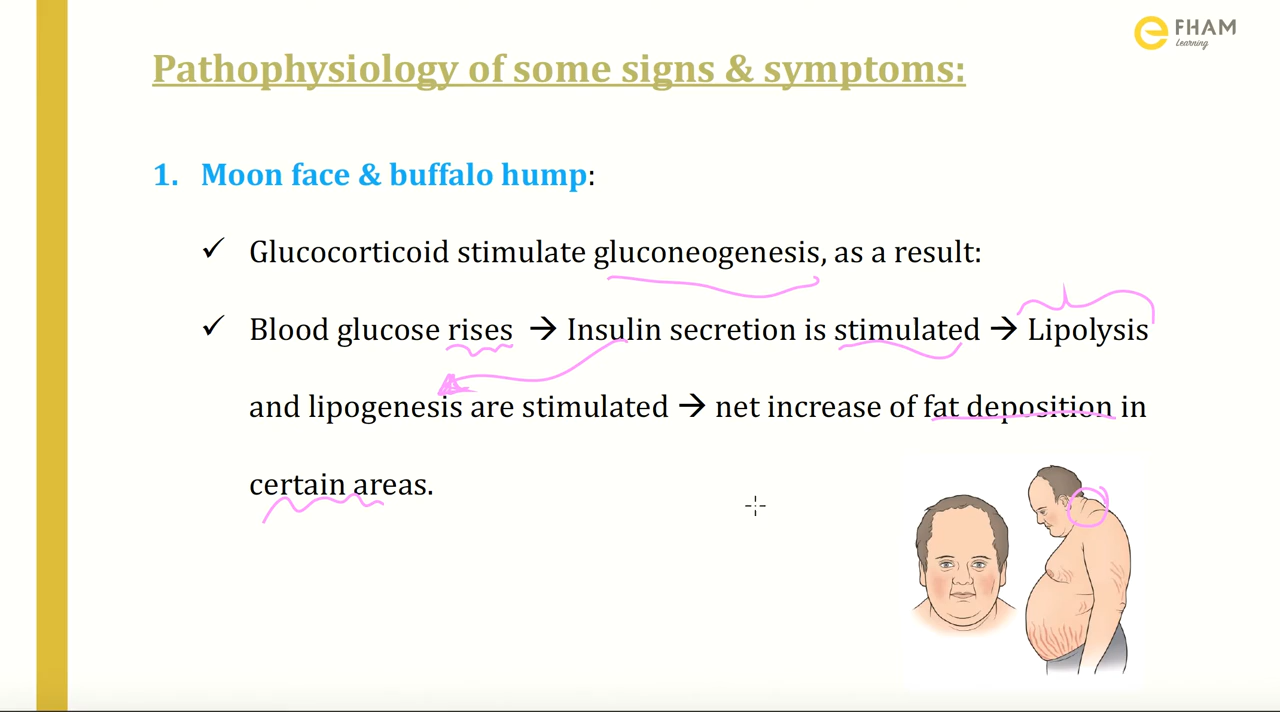 eFHAM
Learning
Pathophysiology of some signs & symptoms:
1. Moon face & buffalo hump:
✓ Glucocorticoid stimulate gluconeogenesis, as a result:
✓ Blood glucose rises → Insulin secretion is stimulated → Lipolysis
and lipogenesis are stimulated → net increase of fat deposition in
certain areas.